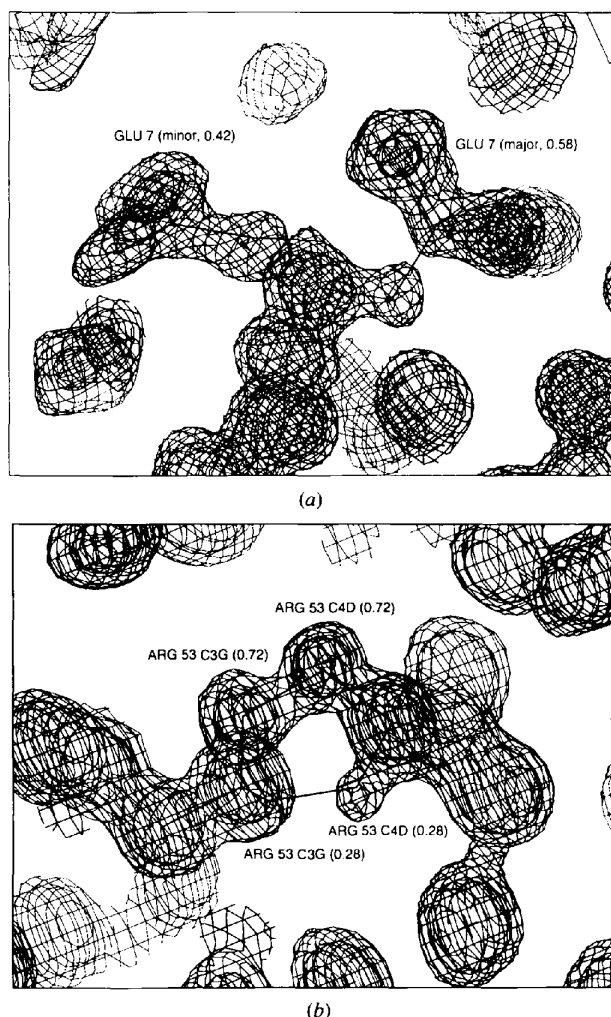 GLU 7 (minor, 0.42)
GLU 7 (major, 0.58)
(a)
ARG 53 C4D (0.72)
ARG 53 C3G (0.72)
ARG 53 C4D (0.28)
ARG 53 C3G (0.28)
(b)